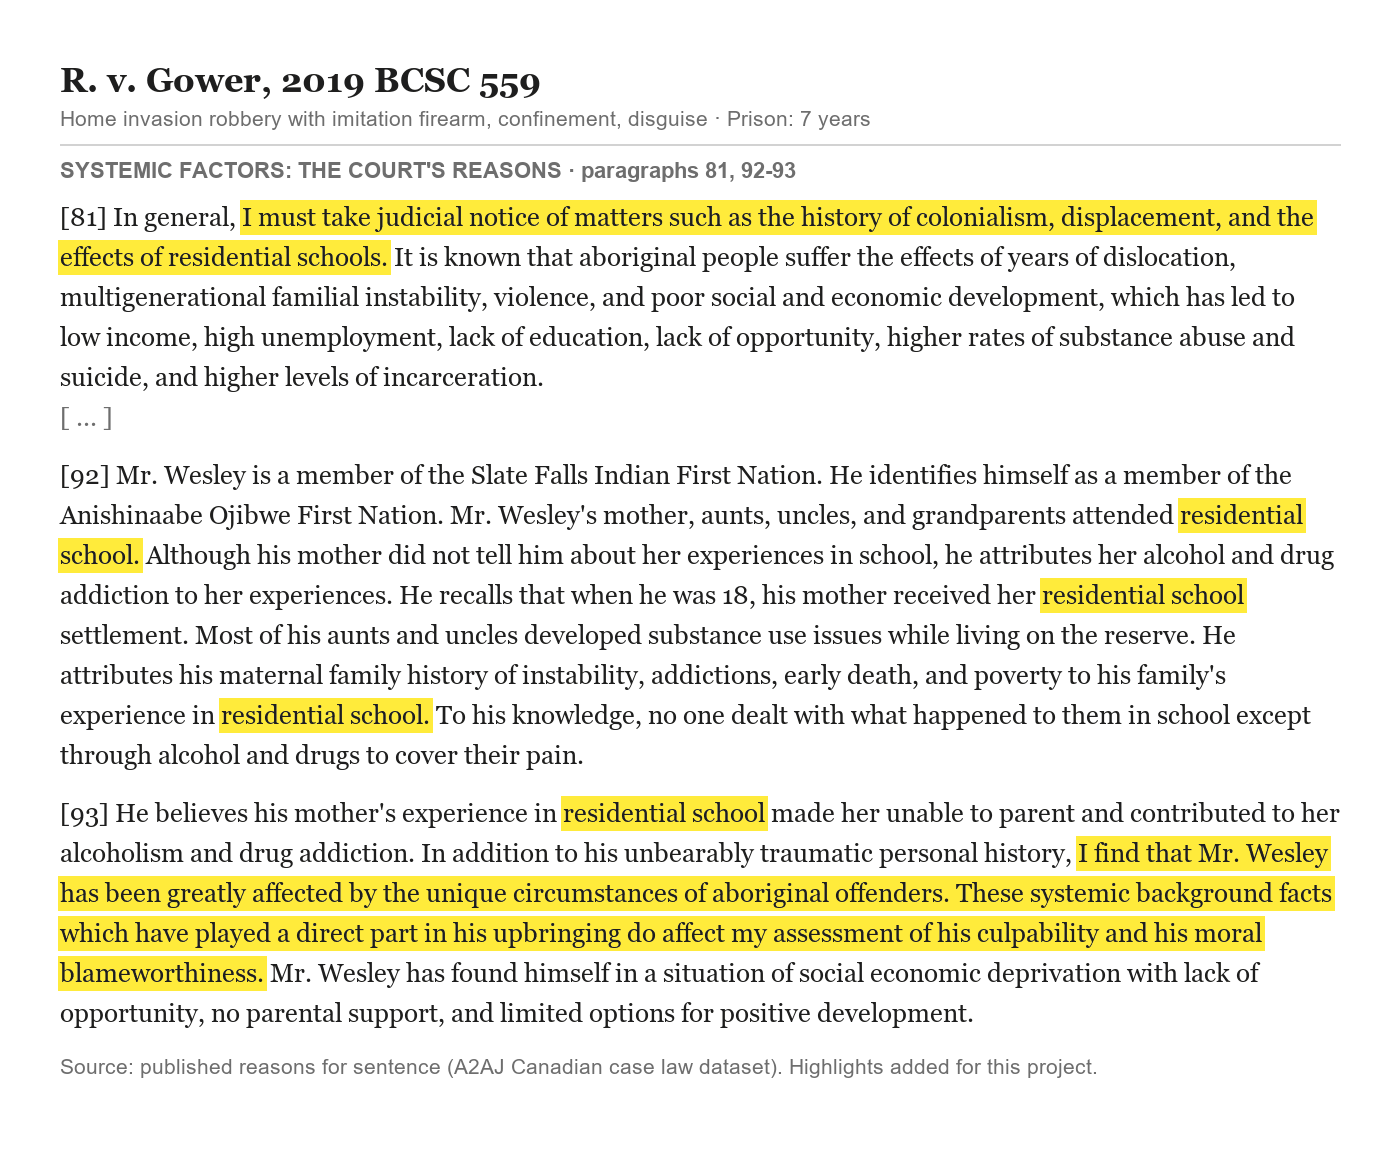 R. v. Gower, 2019 BCSC 559
Home invasion robbery with imitation firearm, confinement, disguise · Prison: 7 years
SYSTEMIC FACTORS: THE COURT'S REASONS · paragraphs 81, 92-93
[81] In general, I must take judicial notice of matters such as the history of colonialism, displacement, and the
effects of residential schools. It is known that aboriginal people suffer the effects of years of dislocation,
multigenerational familial instability, violence, and poor social and economic development, which has led to
low income, high unemployment, lack of education, lack of opportunity, higher rates of substance abuse and
suicide, and higher levels of incarceration.
[ ... ]
[92] Mr. Wesley is a member of the Slate Falls Indian First Nation. He identifies himself as a member of the
Anishinaabe Ojibwe First Nation. Mr. Wesley's mother, aunts, uncles, and grandparents attended residential
school. Although his mother did not tell him about her experiences in school, he attributes her alcohol and drug
addiction to her experiences. He recalls that when he was 18, his mother received her residential school
settlement. Most of his aunts and uncles developed substance use issues while living on the reserve. He
attributes his maternal family history of instability, addictions, early death, and poverty to his family's
experience in residential school. To his knowledge, no one dealt with what happened to them in school except
through alcohol and drugs to cover their pain.
[93] He believes his mother's experience in residential school made her unable to parent and contributed to her
alcoholism and drug addiction. In addition to his unbearably traumatic personal history, I find that Mr. Wesley
has been greatly affected by the unique circumstances of aboriginal offenders. These systemic background facts
which have played a direct part in his upbringing do affect my assessment of his culpability and his moral
blameworthiness. Mr. Wesley has found himself in a situation of social economic deprivation with lack of
opportunity, no parental support, and limited options for positive development.
Source: published reasons for sentence (A2AJ Canadian case law dataset). Highlights added for this project.